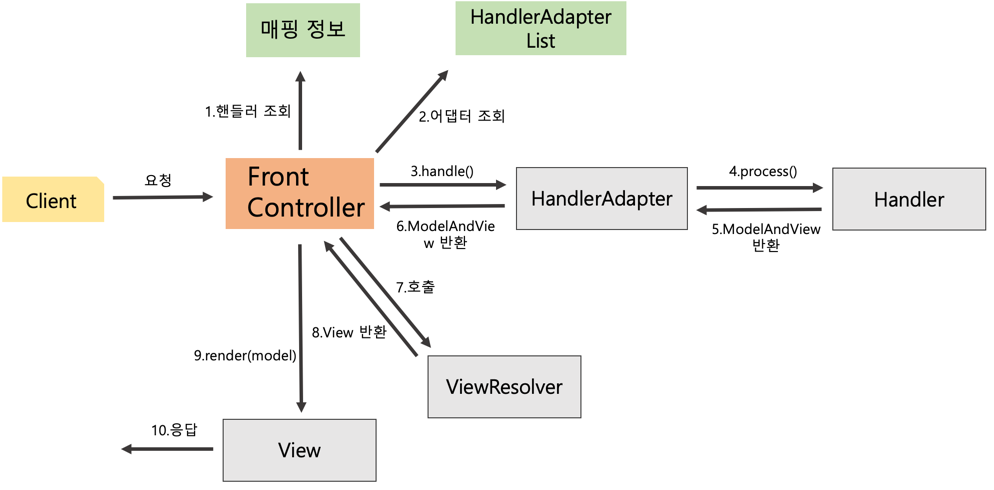 매핑 정보
HandlerAdapter
List
1.핸들러 조회
2.어댑터 조회
Client
요청
Front
Controller
3.handle()
HandlerAdapter
4.process()
Handler
6.ModelAndVie
w 반환
5.ModelAndView
반환
7.호출
8.View 반환
9.render(model)
ViewResolver
10.응답
View